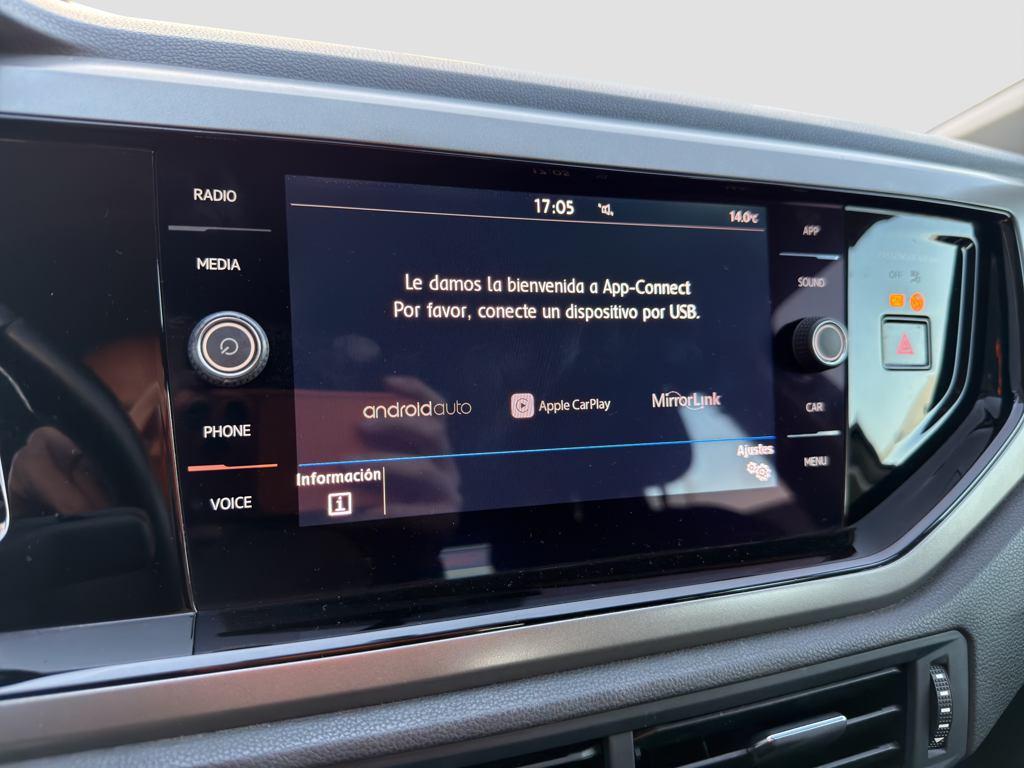 RADIO
MEDIA
PHONE
VOICE
17:05
14.0°C
Le damos la bienvenida a App-Connect
Por favor, conecte un dispositivo por USB.
androidauto
Apple CarPlay
MirrorLink
Información
i
Ajustes
APP
SOUND
CAR
MENU
OFF